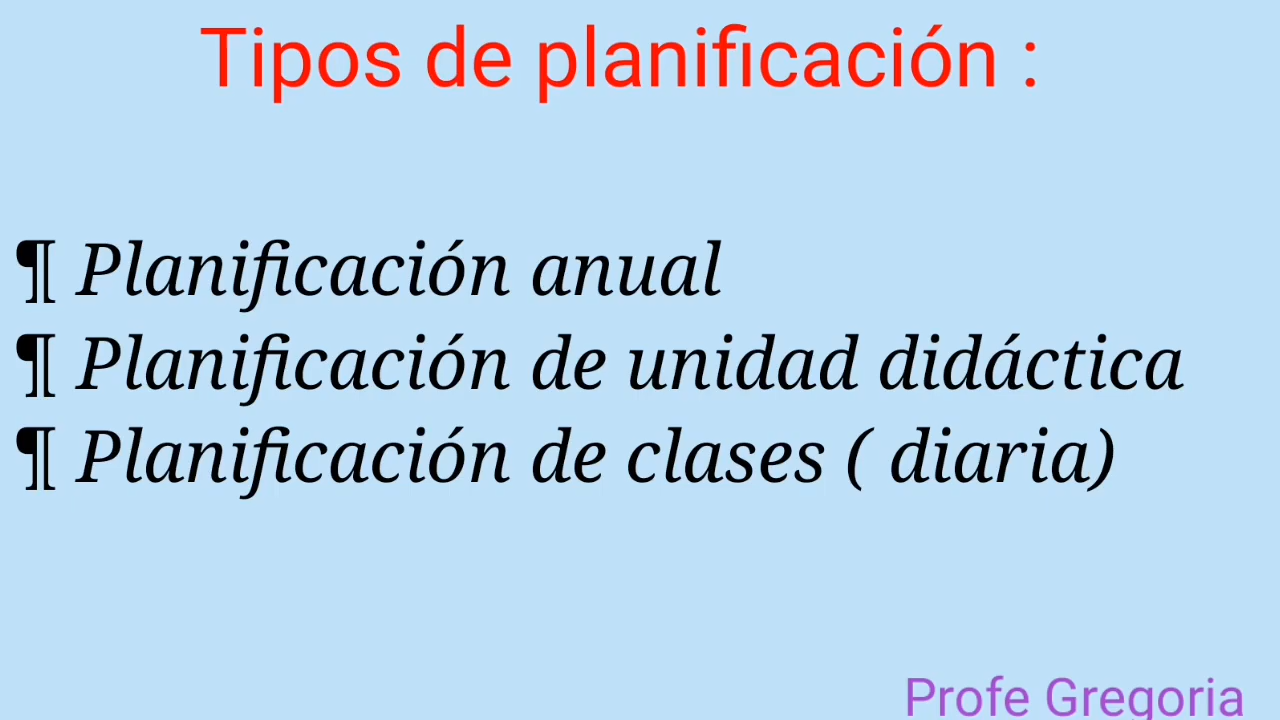 Tipos de planificación :
¶ Planificación anual
¶ Planificación de unidad didáctica
¶ Planificación de clases ( diaria)
Profe Gregoria